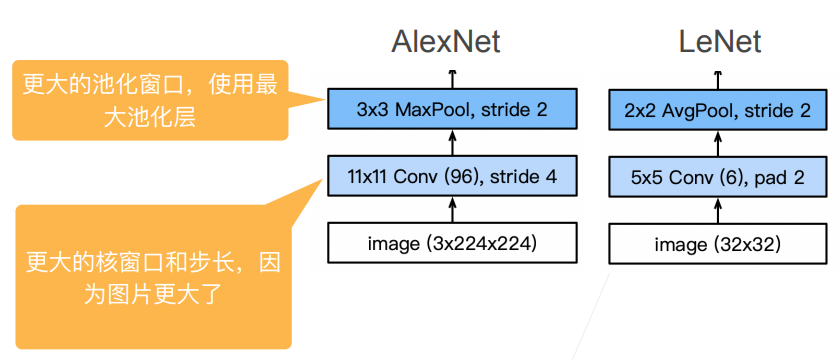 AlexNet
LeNet
更大的池化窗口，使用最
大池化层
3x3 MaxPool, stride 2
2x2 AvgPool, stride 2
11x11 Conv (96), stride 4
5x5 Conv (6), pad 2
更大的核窗口和步长，因
为图片更大了
image (3x224x224)
image (32x32)